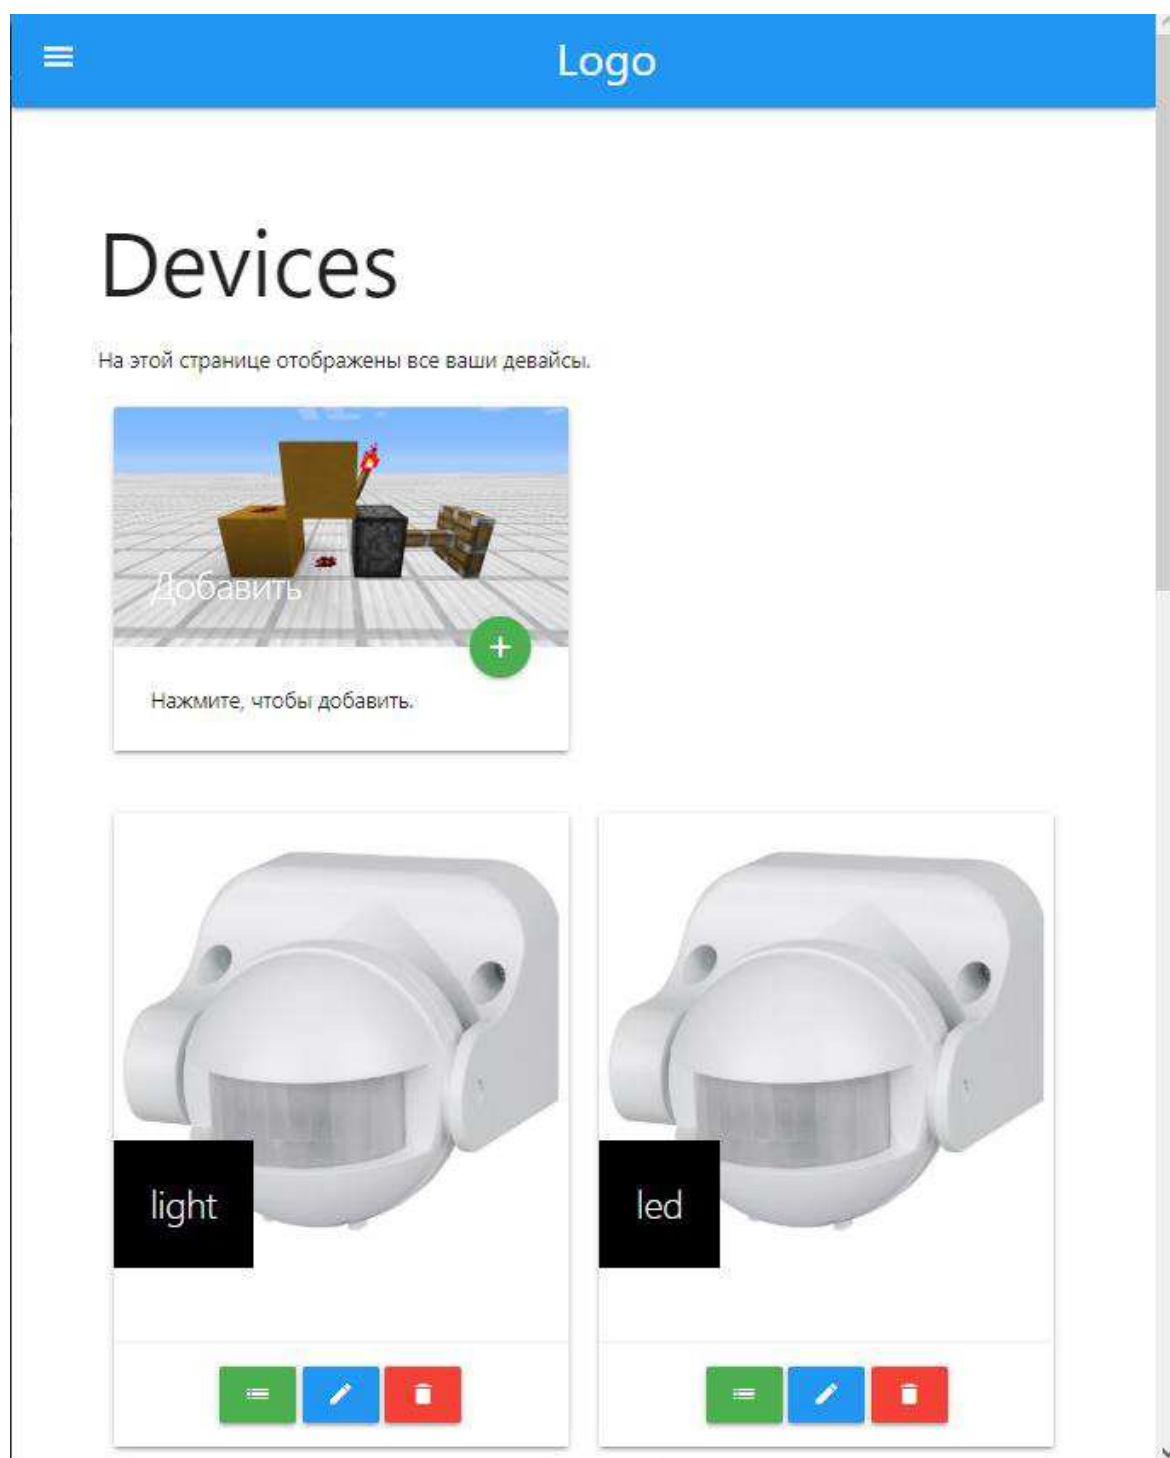 Logo
Devices
На этой странице отображены все ваши девайсы.
Добавить
Нажмите, чтобы добавить.
light
led